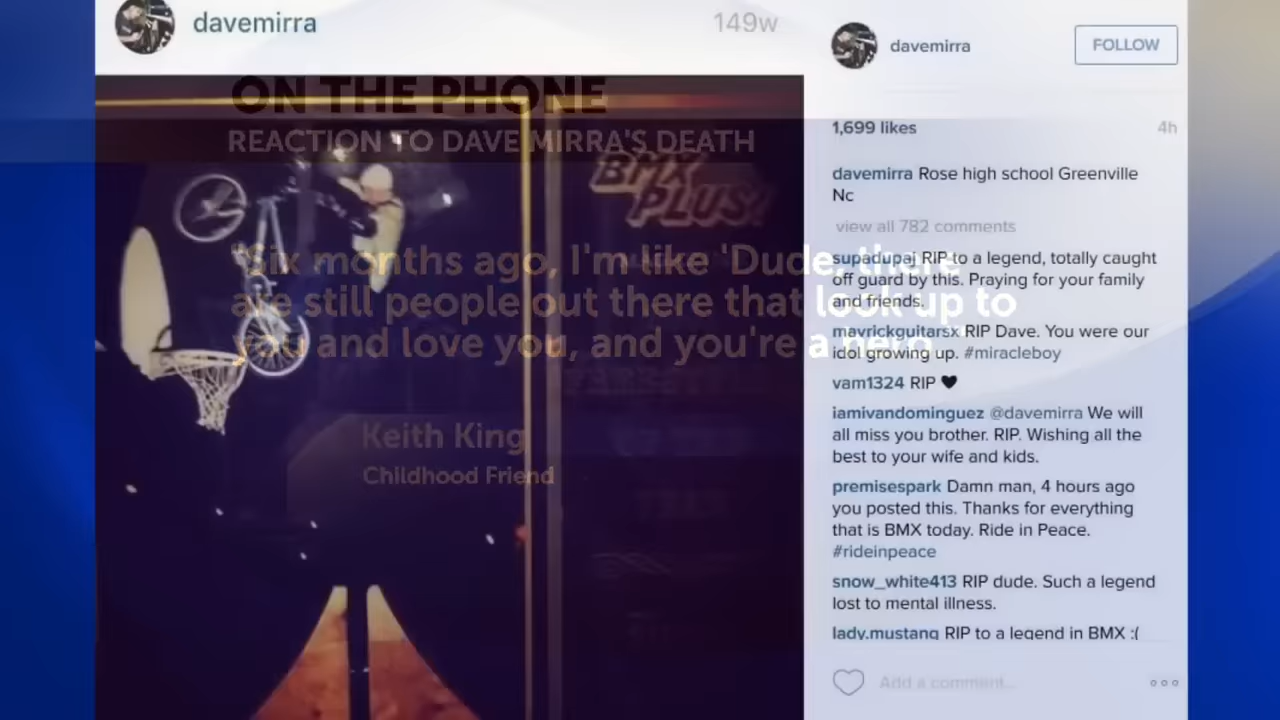 davemirra
149w
ON THE PHONE
REACTION TO DAVE MIRRA'S DEATH
BMX
PLUS!
"Six months ago, I'm like 'Dude, there
are still people out there that look up to
you and love you, and you're a hero.'"
Keith King
Childhood Friend
davemirra
FOLLOW
1,699 likes
4h
davemirra Rose high school Greenville
Nc
view all 782 comments
supadupaj RIP to a legend, totally caught
off guard by this. Praying for your family
and friends.
mavrickguitarsx RIP Dave. You were our
idol growing up. #miracleboy
vam1324 RIP 🖤
iamivandominguez @davemirra We will
all miss you brother. RIP. Wishing all the
best to your wife and kids.
premisespark Damn man, 4 hours ago
you posted this. Thanks for everything
that is BMX today. Ride in Peace.
#rideinpeace
snow_white413 RIP dude. Such a legend
lost to mental illness.
lady.mustang RIP to a legend in BMX :(
Add a comment...